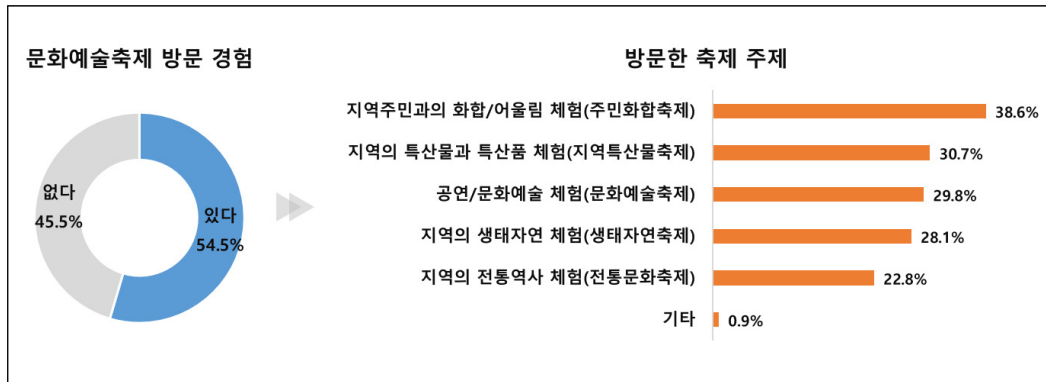 문화예술축제 방문 경험
없다
45.5%
있다
54.5%
방문한 축제 주제
지역주민과의 화합/어울림 체험(주민화합축제)
38.6%
지역의 특산물과 특산품 체험(지역특산물축제)
30.7%
공연/문화예술 체험(문화예술축제)
29.8%
지역의 생태자연 체험(생태자연축제)
28.1%
지역의 전통역사 체험(전통문화축제)
22.8%
기타
0.9%